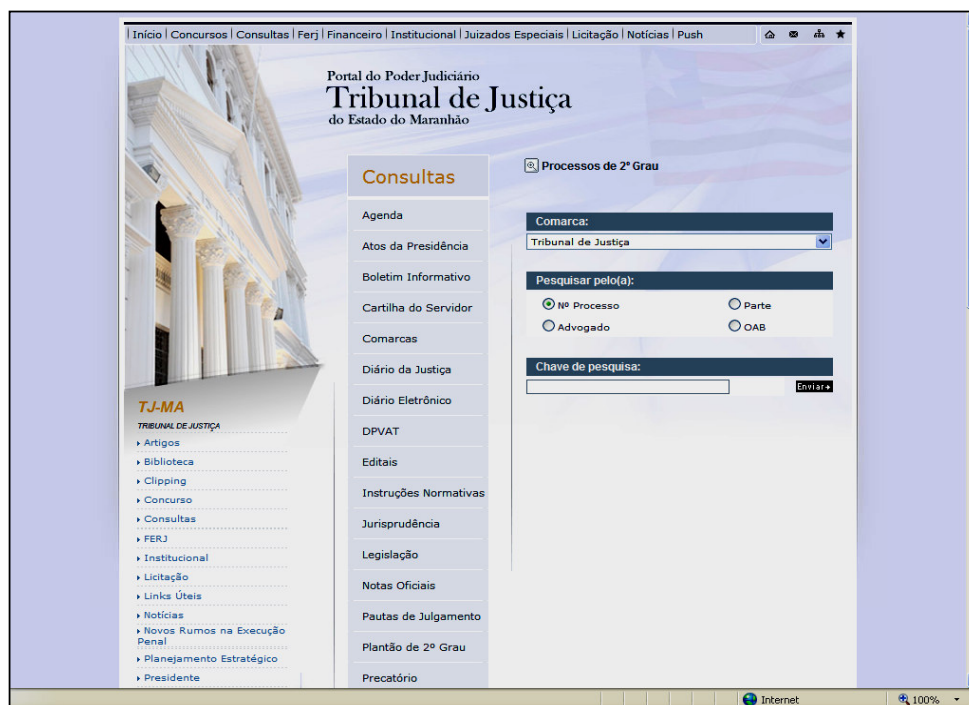 Início | Concursos | Consultas | Ferj | Financeiro | Institucional | Juizados Especiais | Licitação | Notícias | Push
Portal do Poder Judiciário
Tribunal de Justiça
do Estado do Maranhão
TJ-MA
TRIBUNAL DE JUSTIÇA
Artigos
Biblioteca
Clipping
Concurso
Consultas
FERJ
Institucional
Licitação
Links Úteis
Notícias
Novos Rumos na Execução
Penal
Planejamento Estratégico
Presidente
Consultas
Agenda
Atos da Presidência
Boletim Informativo
Cartilha do Servidor
Comarcas
Diário da Justiça
Diário Eletrônico
DPVAT
Editais
Instruções Normativas
Jurisprudência
Legislação
Notas Oficiais
Pautas de Julgamento
Plantão de 2º Grau
Precatório
Processos de 2º Grau
Comarca:
Tribunal de Justiça
Pesquisar pelo(a):
Nº Processo
Parte
Advogado
OAB
Chave de pesquisa:
Enviar
Internet
100%